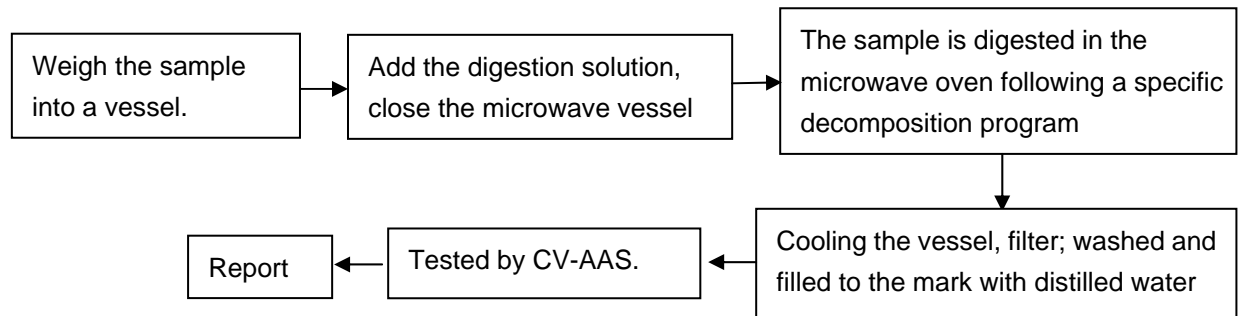 Weigh the sample
into a vessel.
Add the digestion solution,
close the microwave vessel
The sample is digested in the
microwave oven following a specific
decomposition program
Cooling the vessel, filter; washed and
filled to the mark with distilled water
Tested by CV-AAS.
Report